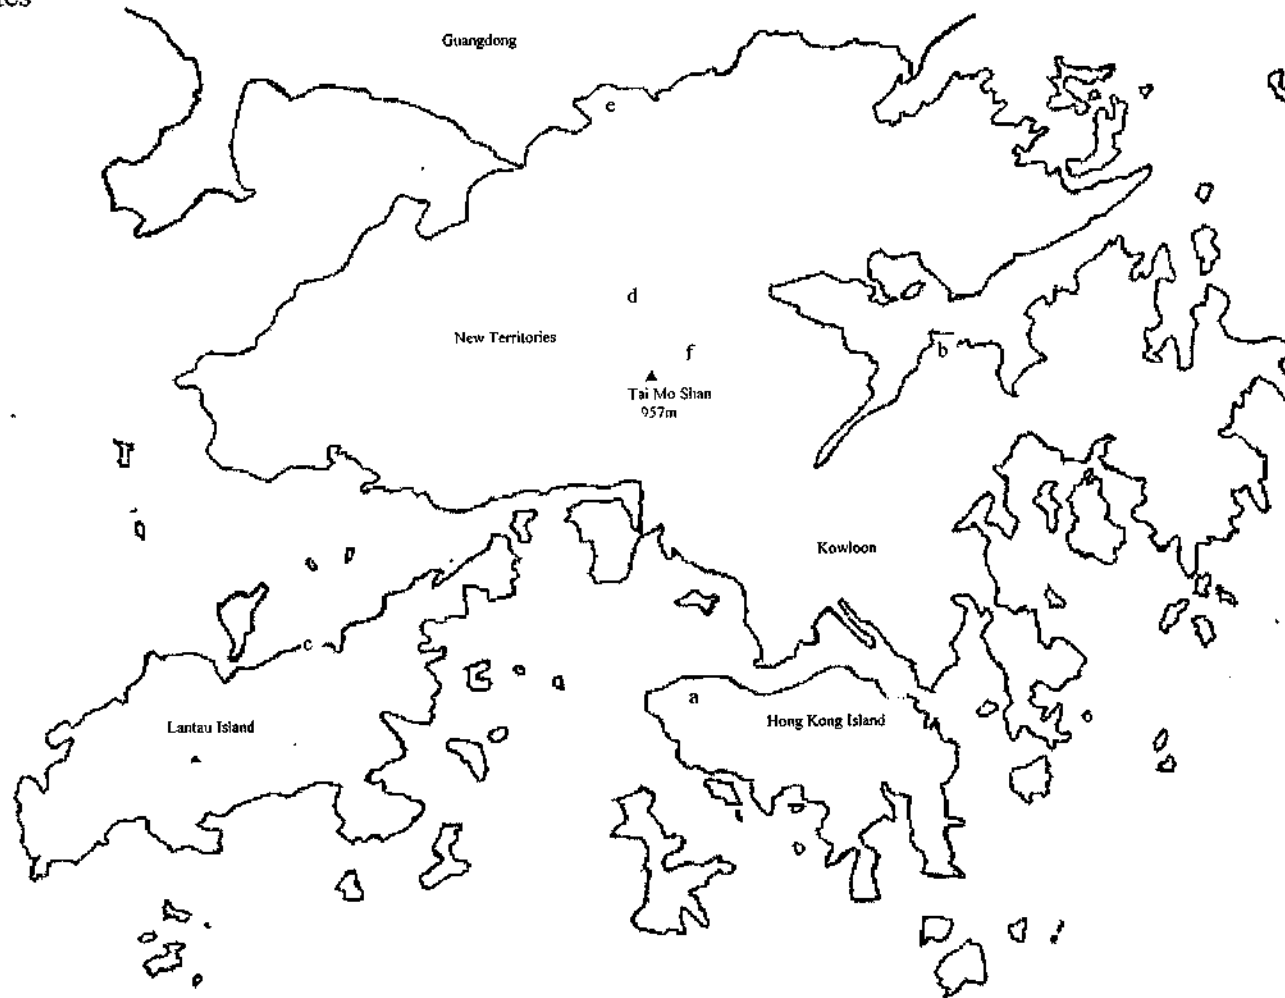 Guangdong
e
d
New Territories
f
b
Tai Mo Shan
957m
Kowloon
c
a
Lantau Island
Hong Kong Island